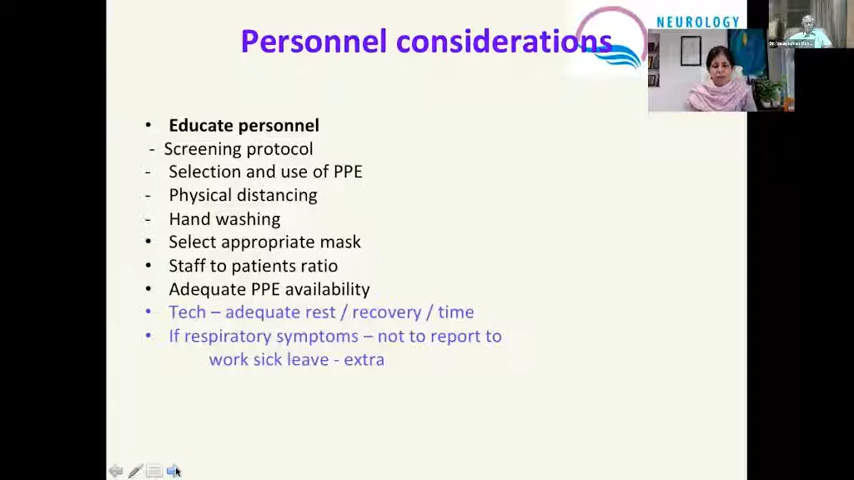 Personnel considerations
NEUROLOGY
• Educate personnel
- Screening protocol
- Selection and use of PPE
- Physical distancing
- Hand washing
• Select appropriate mask
• Staff to patients ratio
• Adequate PPE availability
• Tech – adequate rest / recovery / time
• If respiratory symptoms – not to report to
work sick leave - extra